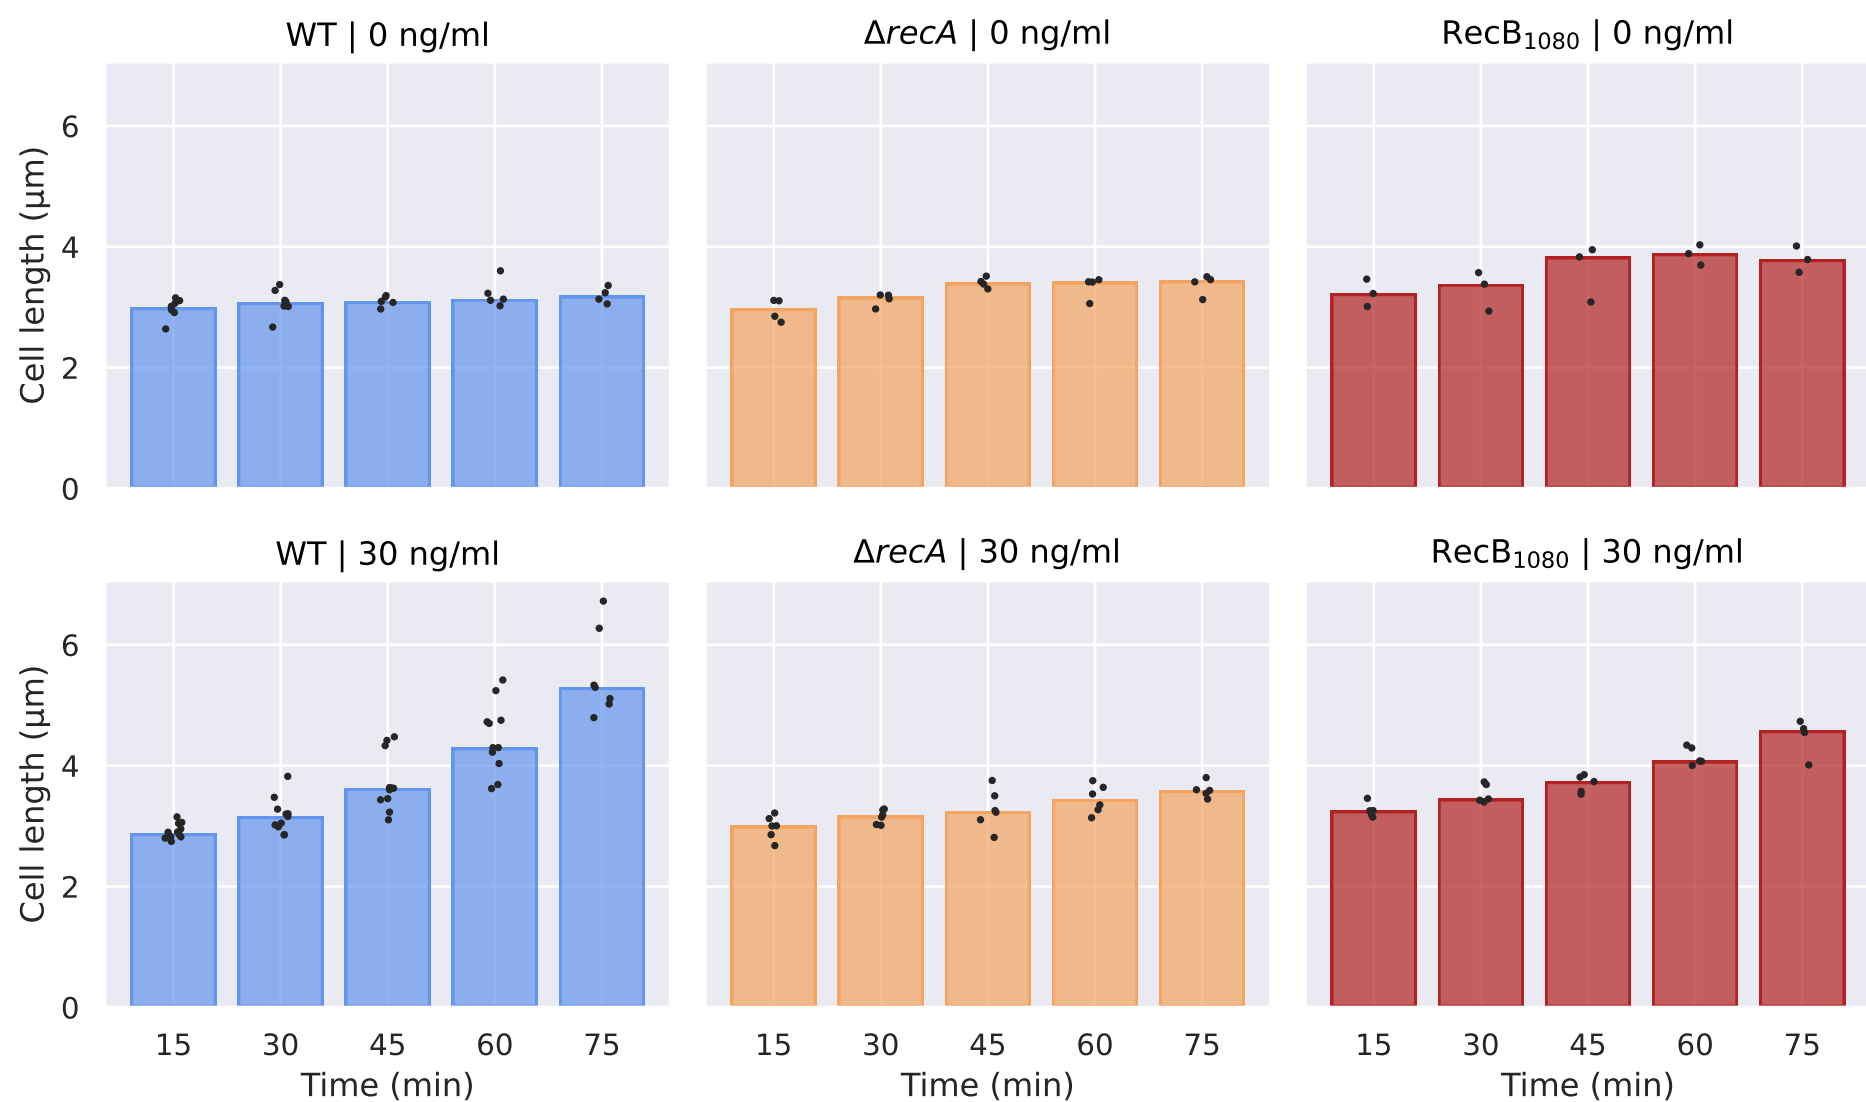 WT | 0 ng/ml
ΔrecA | 0 ng/ml
RecB₁₀₈₀ | 0 ng/ml
Cell length (μm)
6
4
2
0
WT | 30 ng/ml
ΔrecA | 30 ng/ml
RecB₁₀₈₀ | 30 ng/ml
Cell length (μm)
6
4
2
0
15 30 45 60 75
15 30 45 60 75
15 30 45 60 75
Time (min)
Time (min)
Time (min)